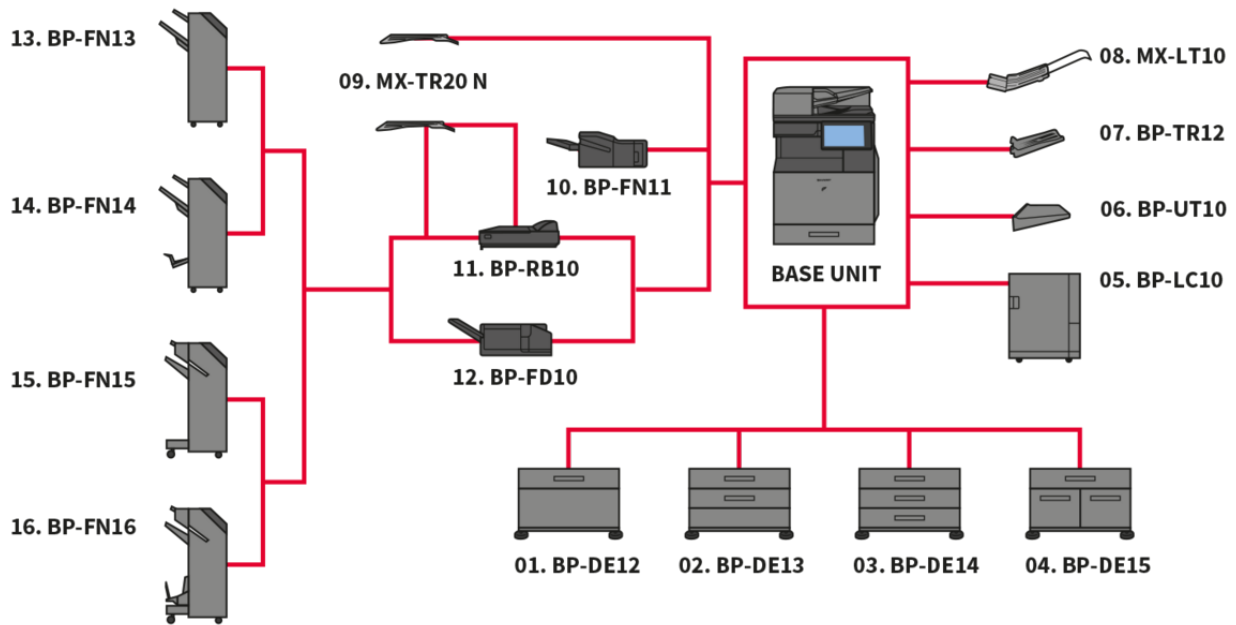 13. BP-FN13
14. BP-FN14
15. BP-FN15
16. BP-FN16
09. MX-TR20 N
10. BP-FN11
11. BP-RB10
12. BP-FD10
BASE UNIT
08. MX-LT10
07. BP-TR12
06. BP-UT10
05. BP-LC10
01. BP-DE12
02. BP-DE13
03. BP-DE14
04. BP-DE15